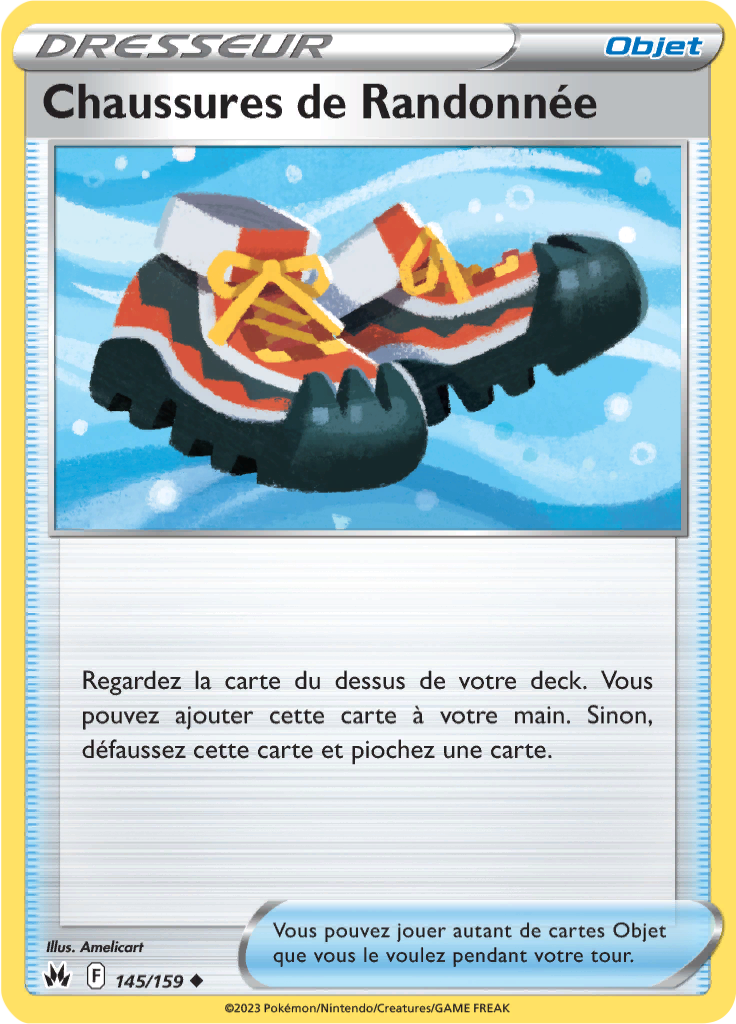 DRESSEUR
Objet
Chaussures de Randonnée
Regardez la carte du dessus de votre deck. Vous
pouvez ajouter cette carte à votre main. Sinon,
défaussez cette carte et piochez une carte.
Vous pouvez jouer autant de cartes Objet
que vous le voulez pendant votre tour.
Illus. Amelicart
F 145/159
©2023 Pokémon/Nintendo/Creatures/GAME FREAK